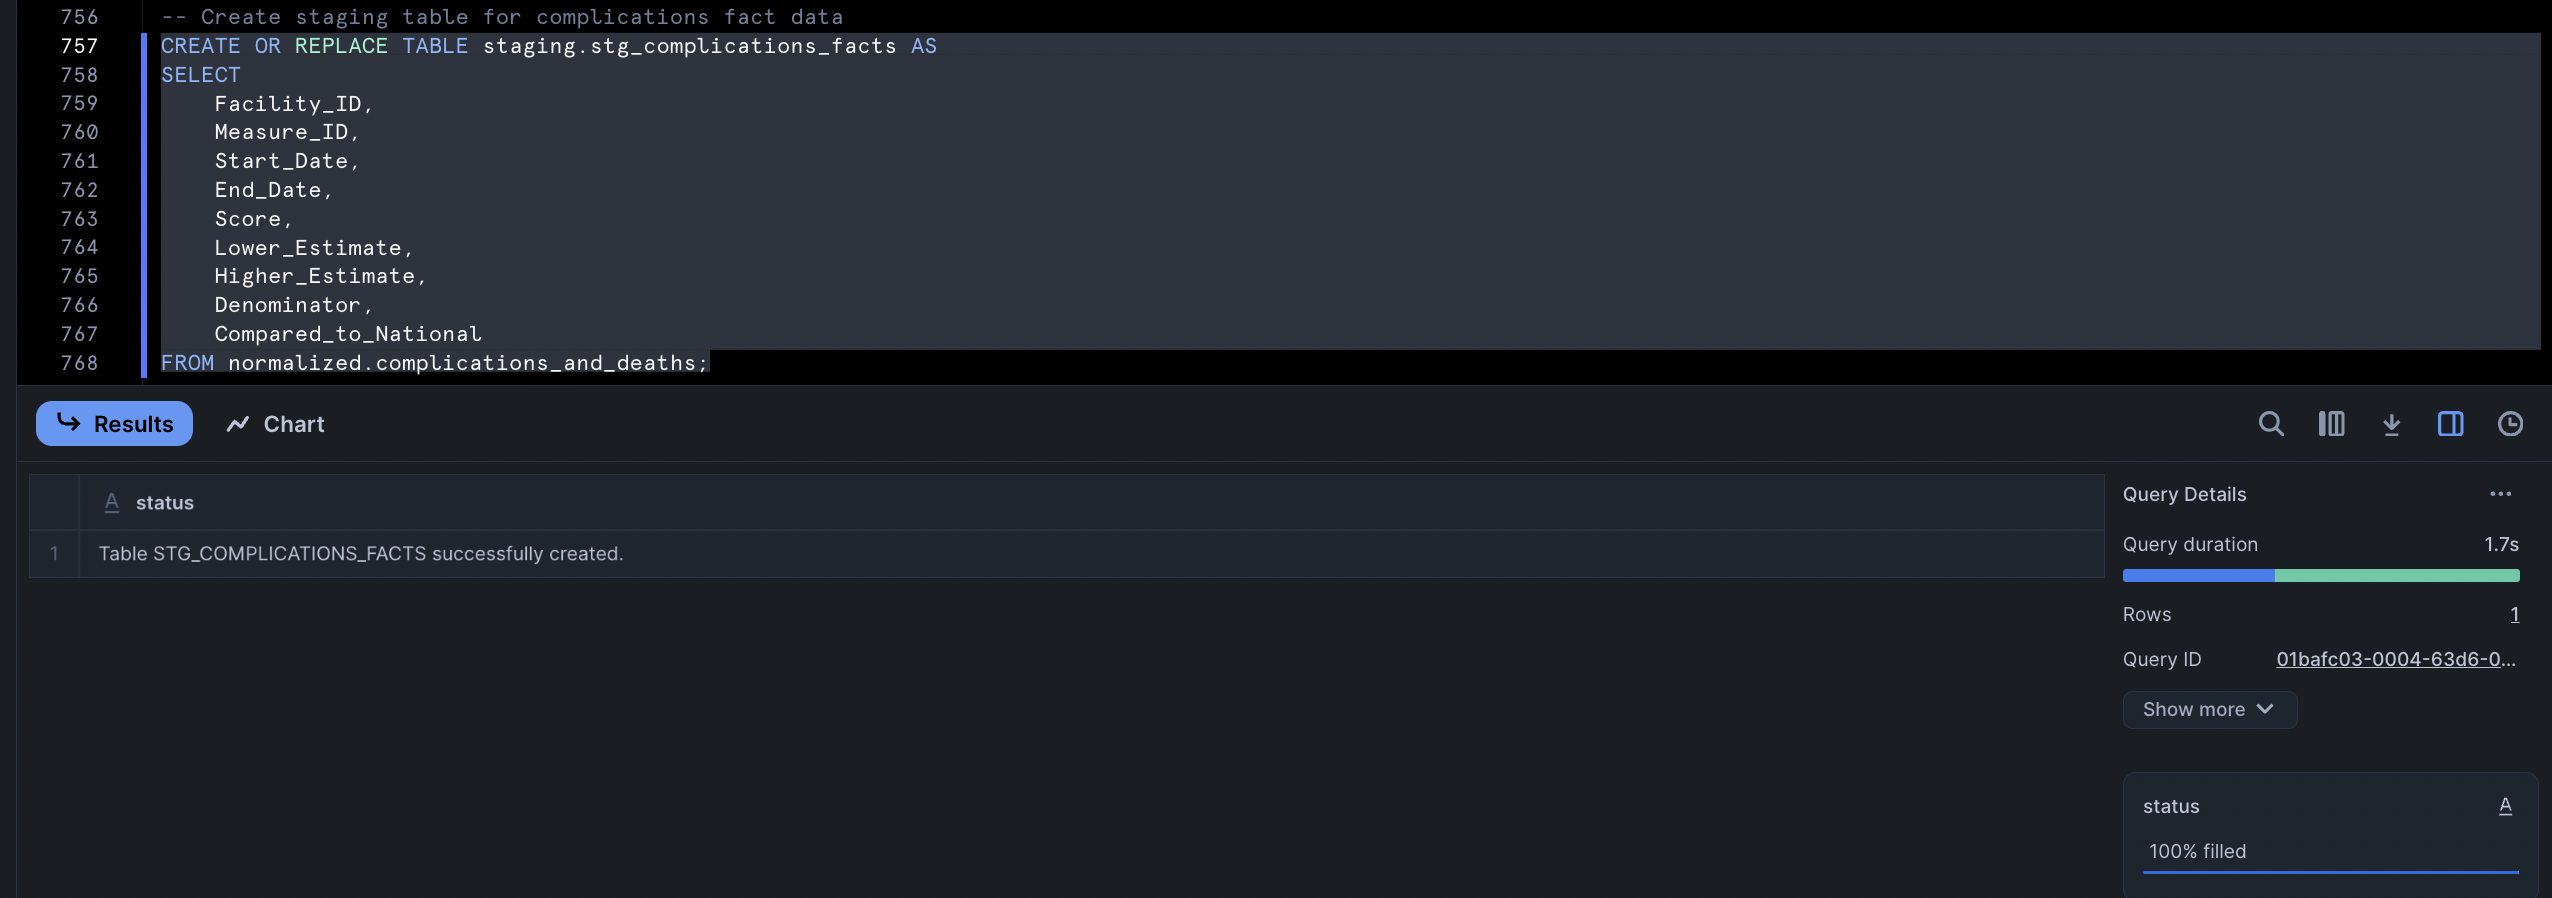 756 -- Create staging table for complications fact data
757 CREATE OR REPLACE TABLE staging.stg_complications_facts AS
758 SELECT
759     Facility_ID,
760     Measure_ID,
761     Start_Date,
762     End_Date,
763     Score,
764     Lower_Estimate,
765     Higher_Estimate,
766     Denominator,
767     Compared_to_National
768 FROM normalized.complications_and_deaths;
Results Chart
A status
1 Table STG_COMPLICATIONS_FACTS successfully created.
Query Details ...
Query duration 1.7s
Rows 1
Query ID 01bafc03-0004-63d6-0...
Show more
status A
100% filled